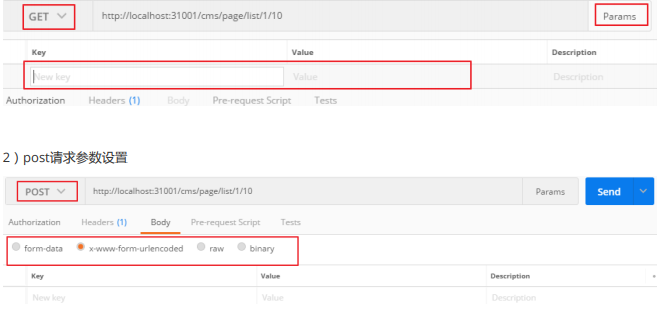 GET http://localhost:31001/cms/page/list/1/10 Params
Key Value Description
New key Value Description
Authorization Headers (1) Body Pre-request Script Tests
2）post请求参数设置
POST http://localhost:31001/cms/page/list/1/10 Params Send
Authorization Headers (1) Body Pre-request Script Tests
form-data x-www-form-urlencoded raw binary
Key Value Description
New key Value Description